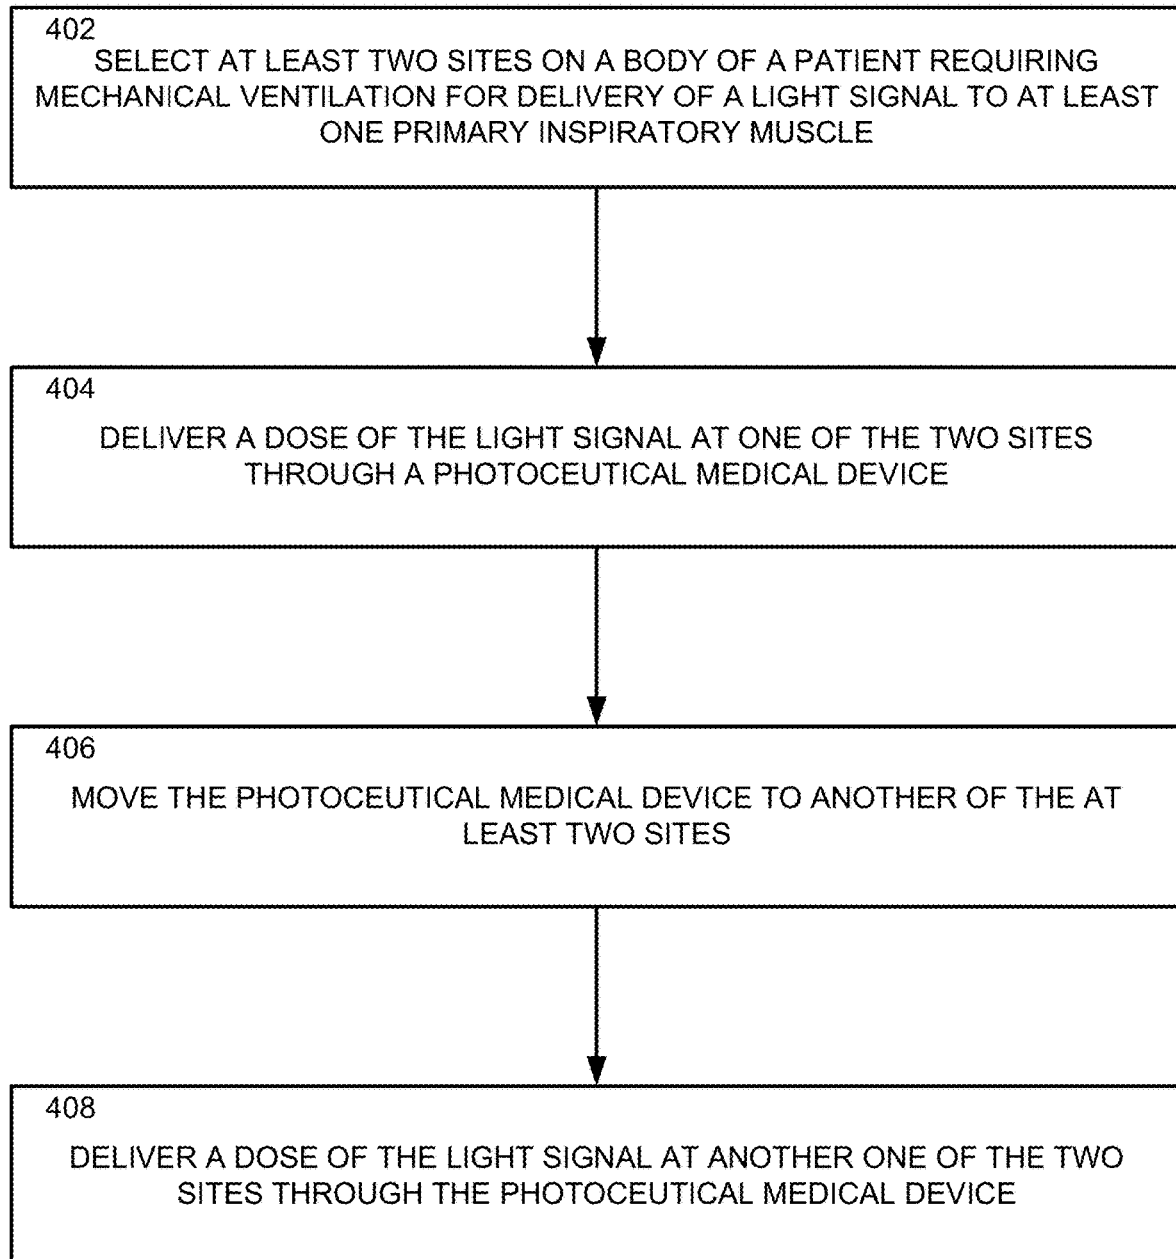 402
SELECT AT LEAST TWO SITES ON A BODY OF A PATIENT REQUIRING
MECHANICAL VENTILATION FOR DELIVERY OF A LIGHT SIGNAL TO AT LEAST
ONE PRIMARY INSPIRATORY MUSCLE
404
DELIVER A DOSE OF THE LIGHT SIGNAL AT ONE OF THE TWO SITES
THROUGH A PHOTOCEUTICAL MEDICAL DEVICE
406
MOVE THE PHOTOCEUTICAL MEDICAL DEVICE TO ANOTHER OF THE AT
LEAST TWO SITES
408
DELIVER A DOSE OF THE LIGHT SIGNAL AT ANOTHER ONE OF THE TWO
SITES THROUGH THE PHOTOCEUTICAL MEDICAL DEVICE